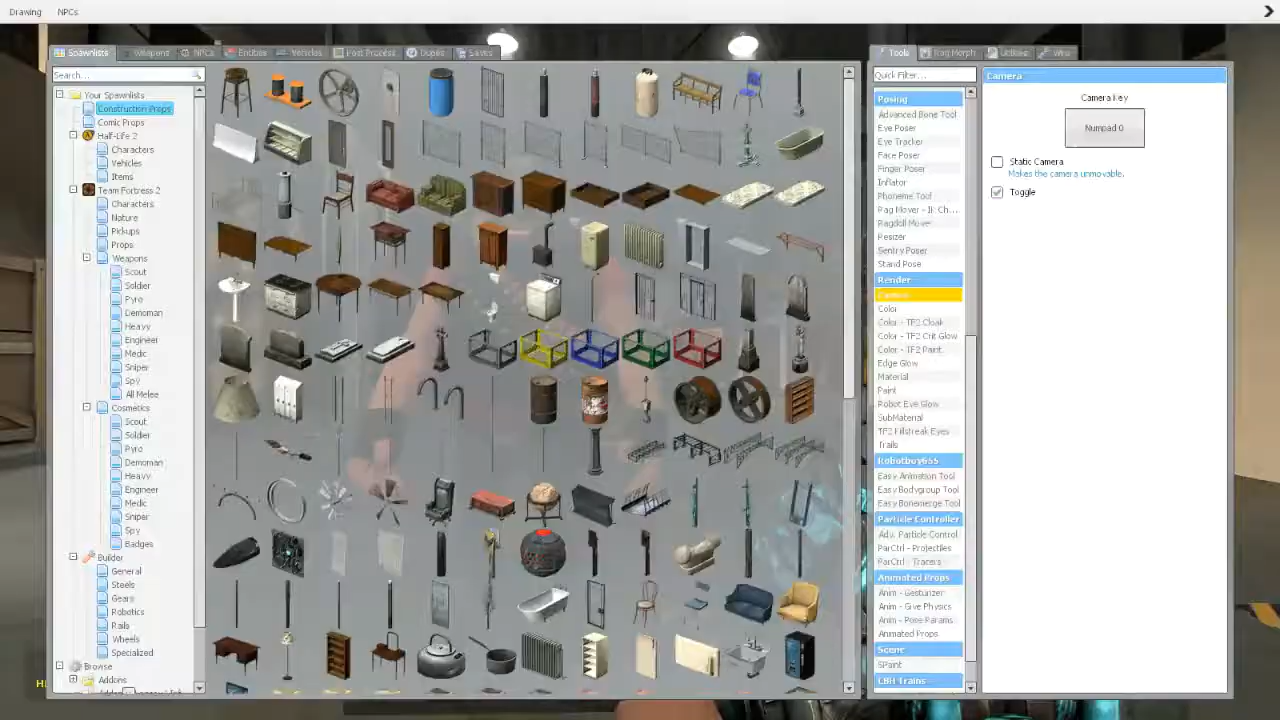 Drawing NPCs
Spawnlists Weapons NPCs Entities Vehicles Post Process Dupes Saves
Search...
Your Spawnlists
Construction Props
Comic Props
Half-Life 2
Characters
Vehicles
Items
Team Fortress 2
Characters
Nature
Pickups
Props
Weapons
Scout
Soldier
Pyro
Demoman
Heavy
Engineer
Medic
Sniper
Spy
All Melee
Cosmetics
Scout
Soldier
Pyro
Demoman
Heavy
Engineer
Medic
Sniper
Spy
Badges
Builder
General
Steels
Gears
Robotics
Rails
Wheels
Specialized
Browse
Addons
Tools Rag Morph Utilities
Quick Filter...
Posing
Advanced Bone Tool
Eye Poser
Eye Tracker
Face Poser
Finger Poser
Inflator
Phoneme Tool
Rag Mover - IK Ch...
Ragdoll Mover
Resizer
Sentry Poser
Stand Pose
Render
Camera
Color
Color - TF2 Cloak
Color - TF2 Crit Glow
Color - TF2 Paint
Edge Glow
Material
Paint
Robot Eye Glow
SubMaterial
TF2 Killstreak Eyes
Trails
Robotboy655
Easy Animation Tool
Easy Bodygroup Tool
Easy Bonemerge Tool
Particle Controller
Adv. Particle Control
ParCtrl - Projectiles
ParCtrl - Tracers
Animated Props
Anim - Gesturizer
Anim - Give Physics
Anim - Pose Params
Animated Props
Scene
SPaint
Camera
Camera Key
Numpad 0
Static Camera
Makes the camera unmovable.
Toggle